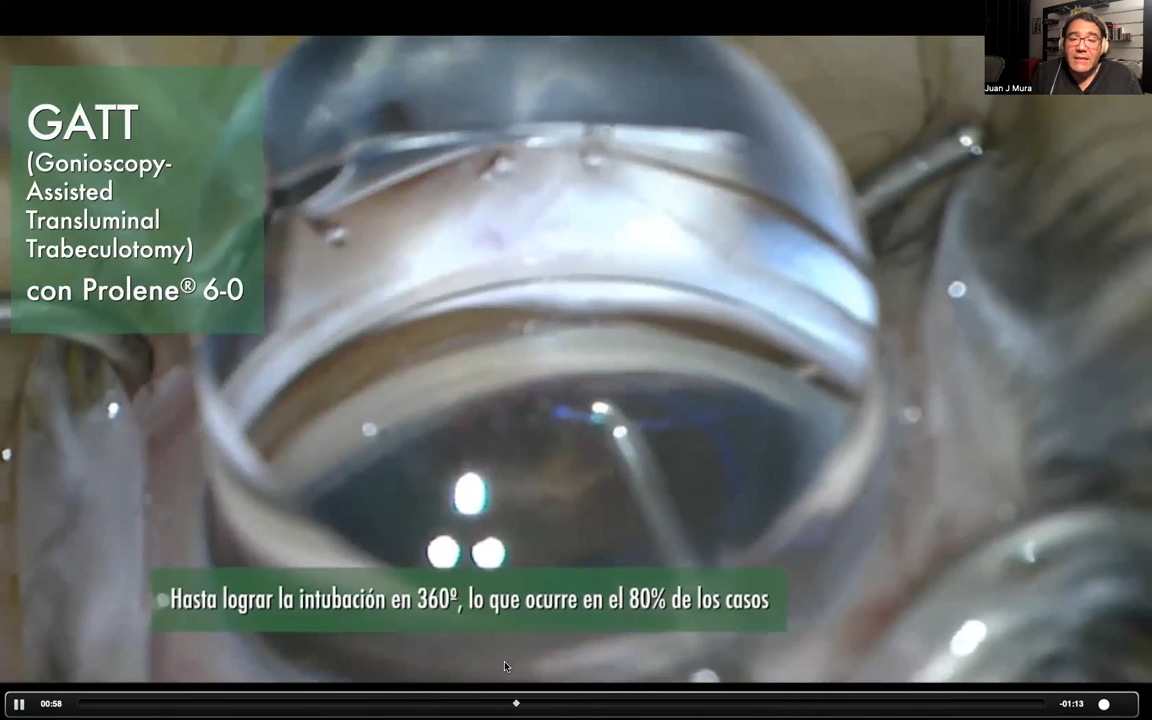 Juan J Mura
GATT
(Gonioscopy-
Assisted
Transluminal
Trabeculotomy)
con Prolene® 6-0
Hasta lograr la intubación en 360º, lo que ocurre en el 80% de los casos
00:58
-01:13